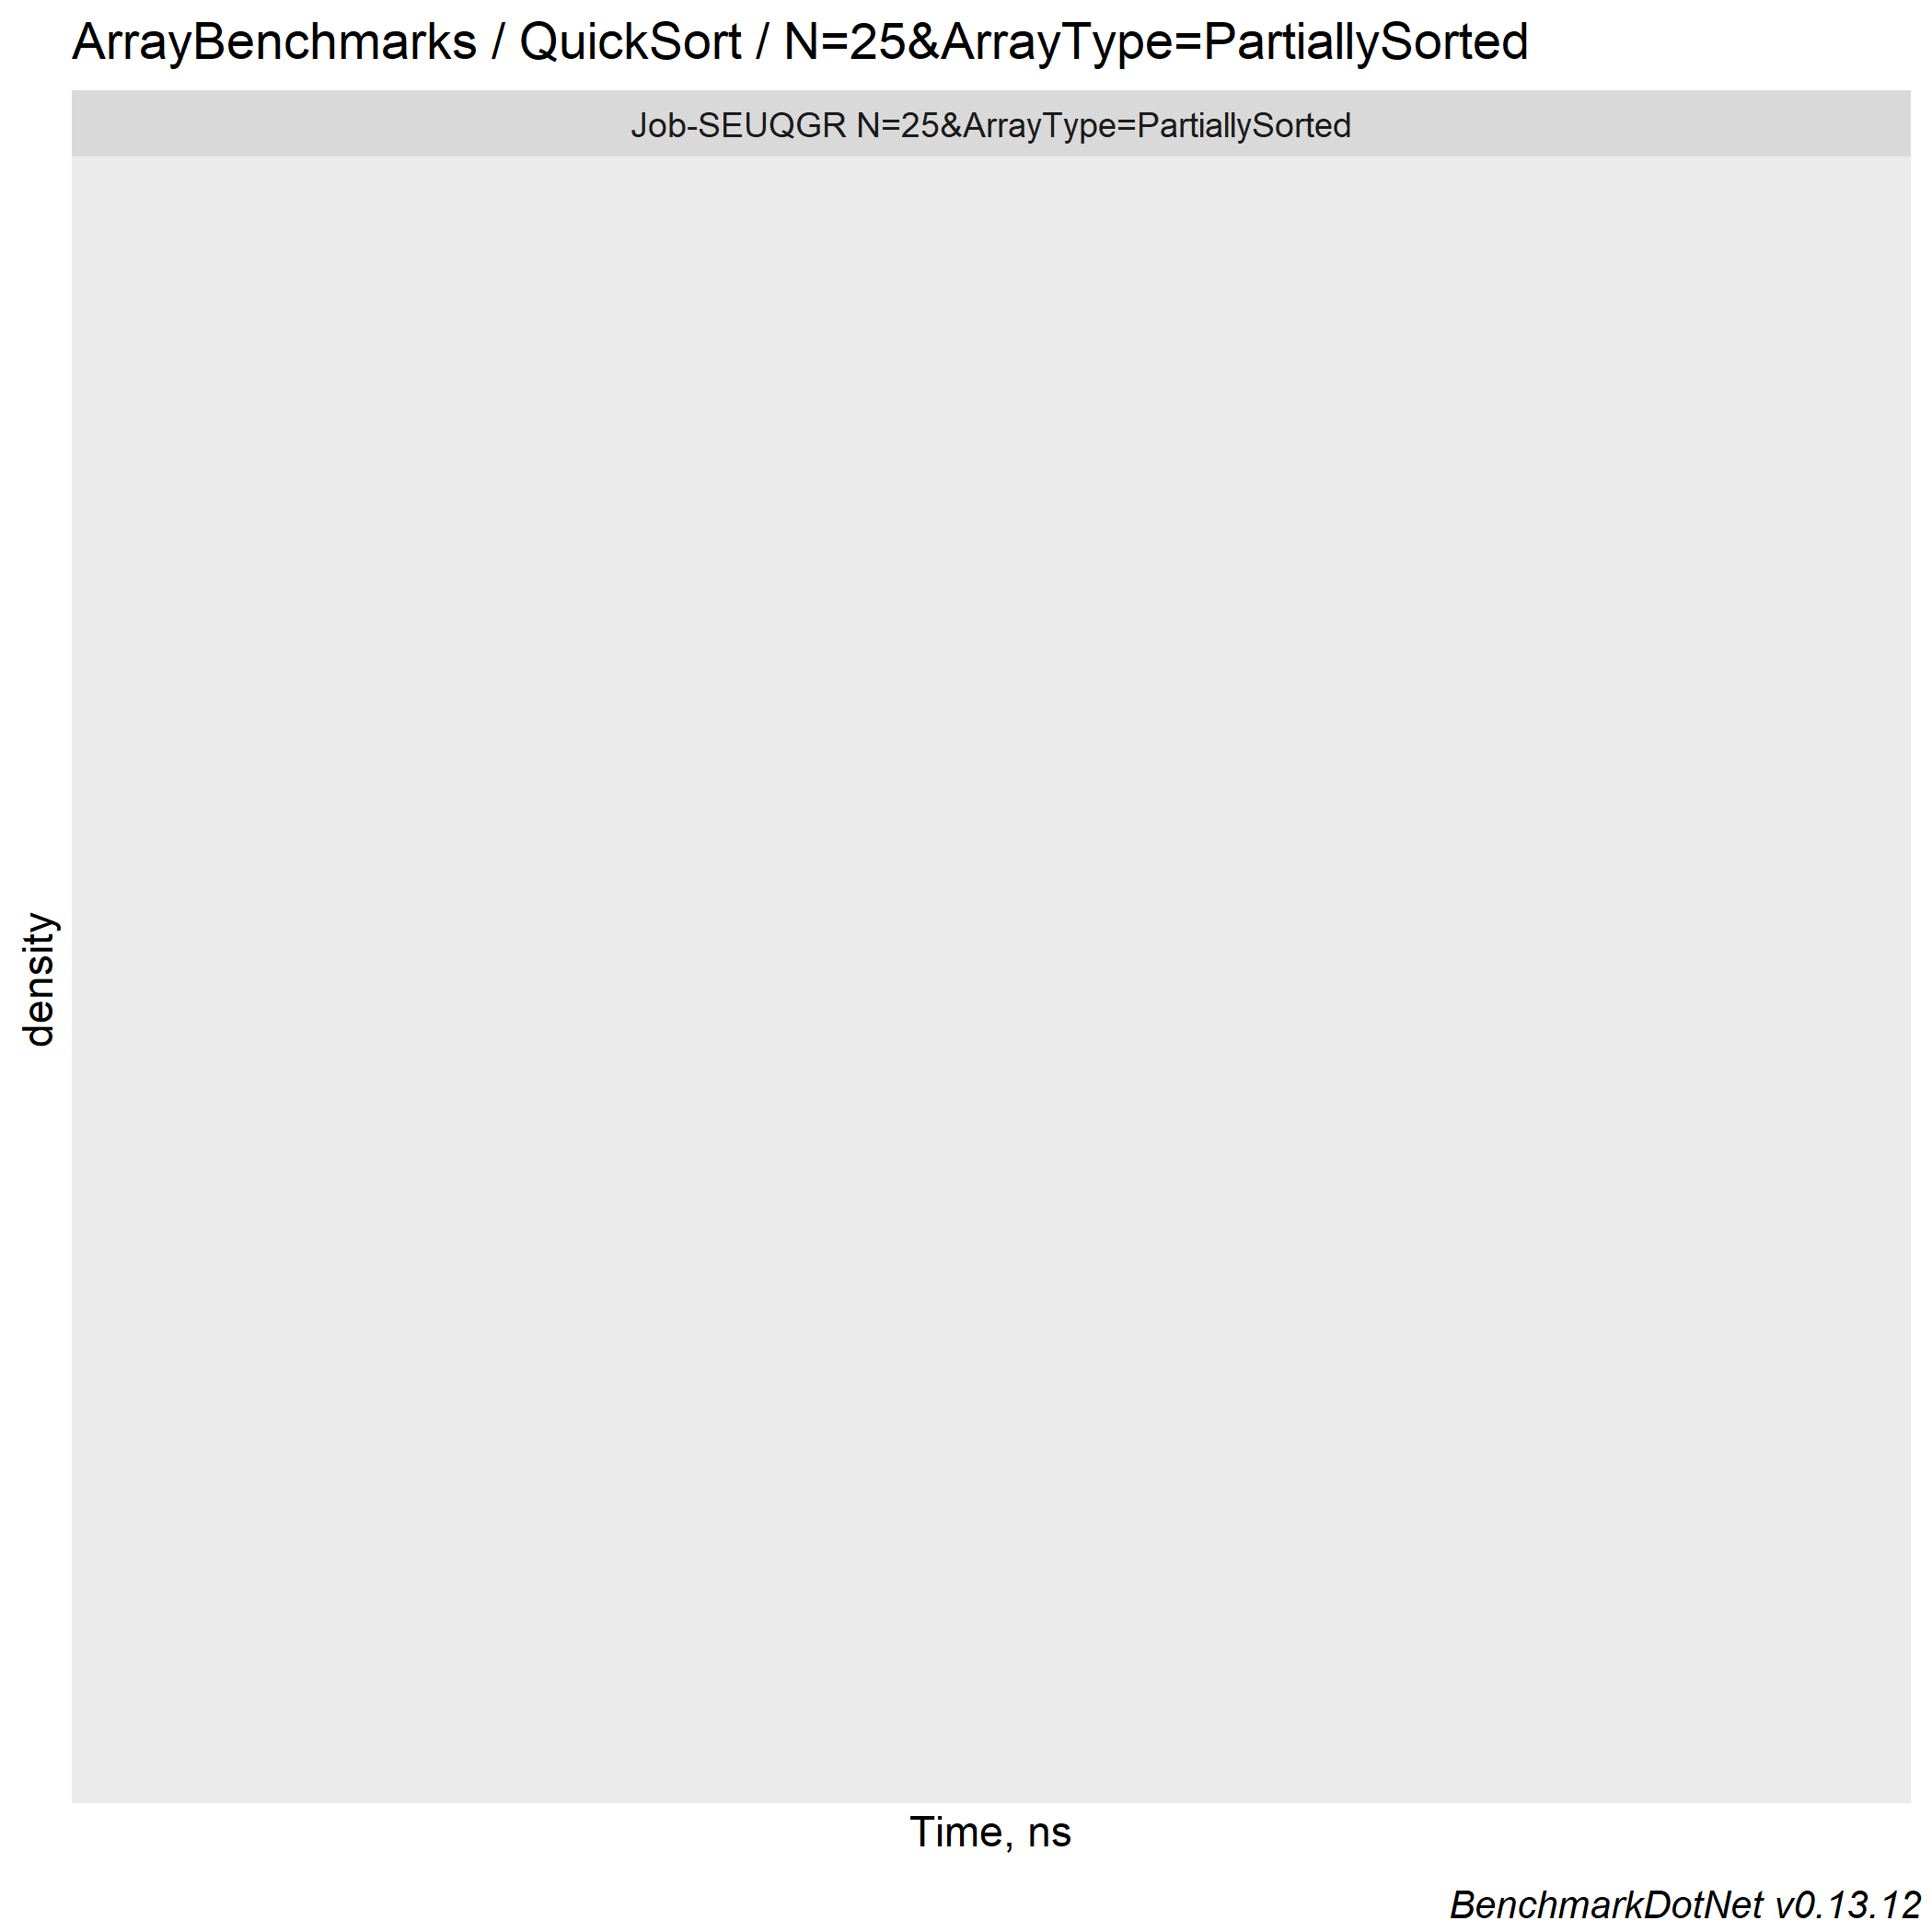 ArrayBenchmarks / QuickSort / N=25&ArrayType=PartiallySorted
Job-SEUQGR N=25&ArrayType=PartiallySorted
density
Time, ns
BenchmarkDotNet v0.13.12